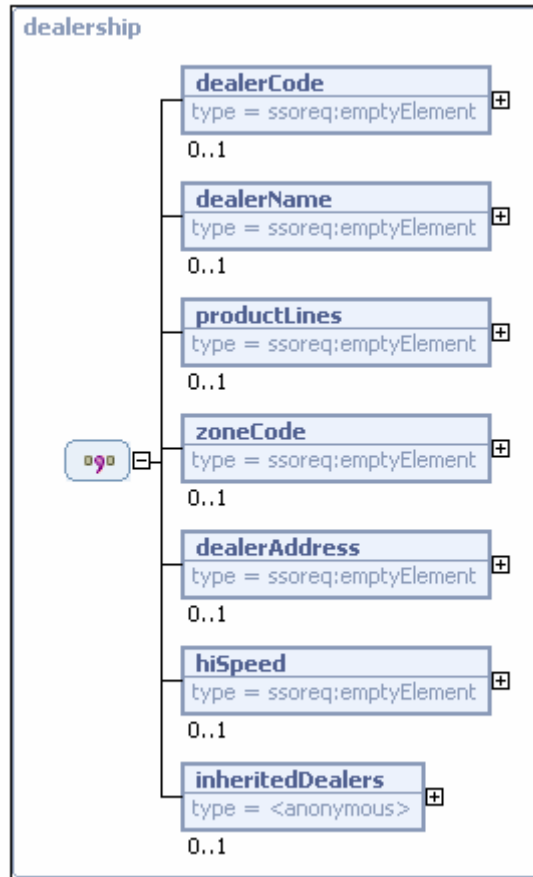 dealership
dealerCode
type = ssoreq:emptyElement
0..1
dealerName
type = ssoreq:emptyElement
0..1
productLines
type = ssoreq:emptyElement
0..1
zoneCode
type = ssoreq:emptyElement
0..1
dealerAddress
type = ssoreq:emptyElement
0..1
hiSpeed
type = ssoreq:emptyElement
0..1
inheritedDealers
type = <anonymous>
0..1